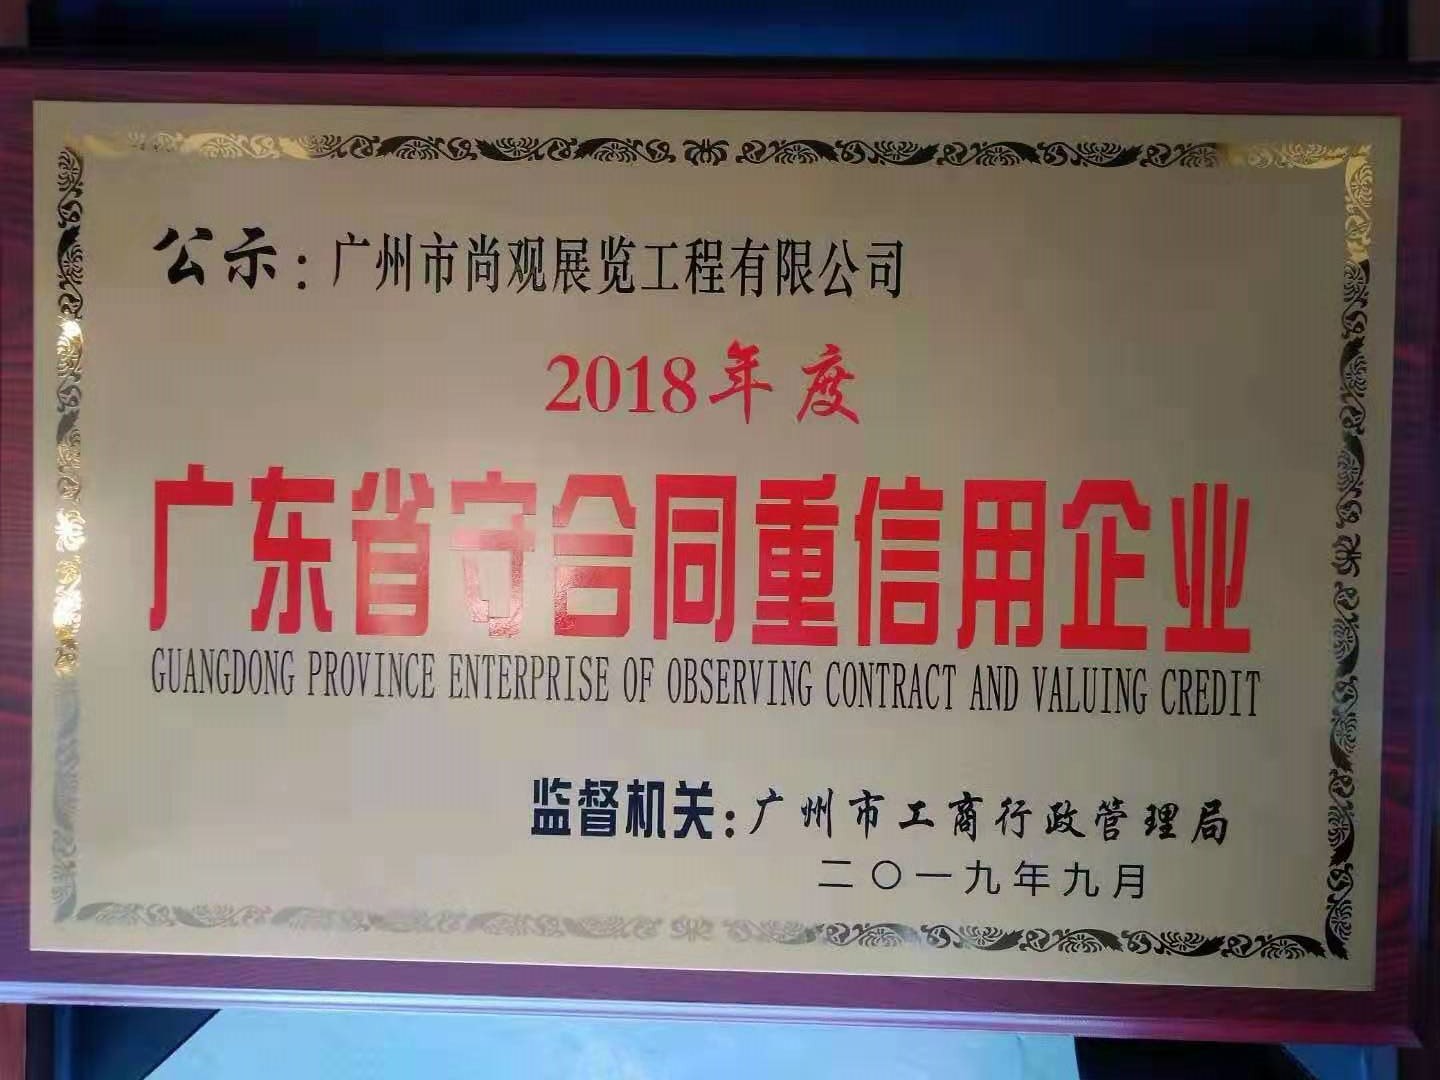 公示：广州市尚观展览工程有限公司
2018年度
广东省守合同重信用企业
GUANGDONG PROVINCE ENTERPRISE OF OBSERVING CONTRACT AND VALUING CREDIT
监督机关：广州市工商行政管理局
二〇一九年九月